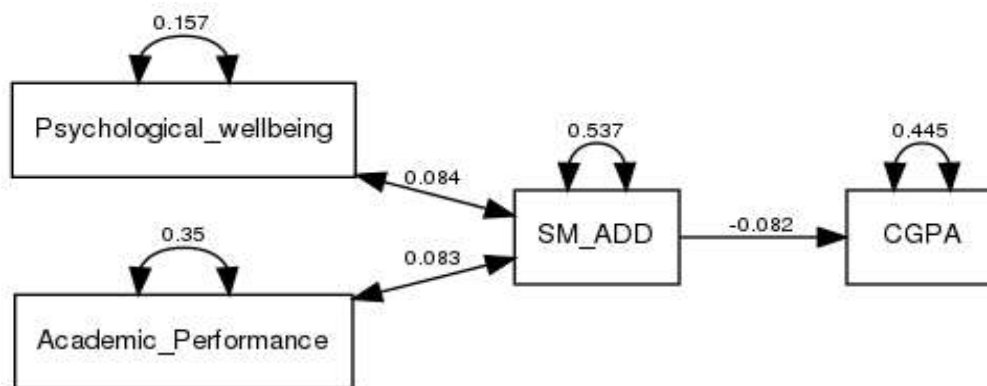 0.157
Psychological_wellbeing
0.084
0.537
SM_ADD
-0.082
0.445
CGPA
0.35
0.083
Academic_Performance